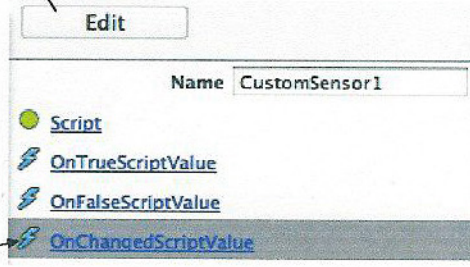 Edit
Name CustomSensor1
Script
OnTrueScriptValue
OnFalseScriptValue
OnChangedScriptValue